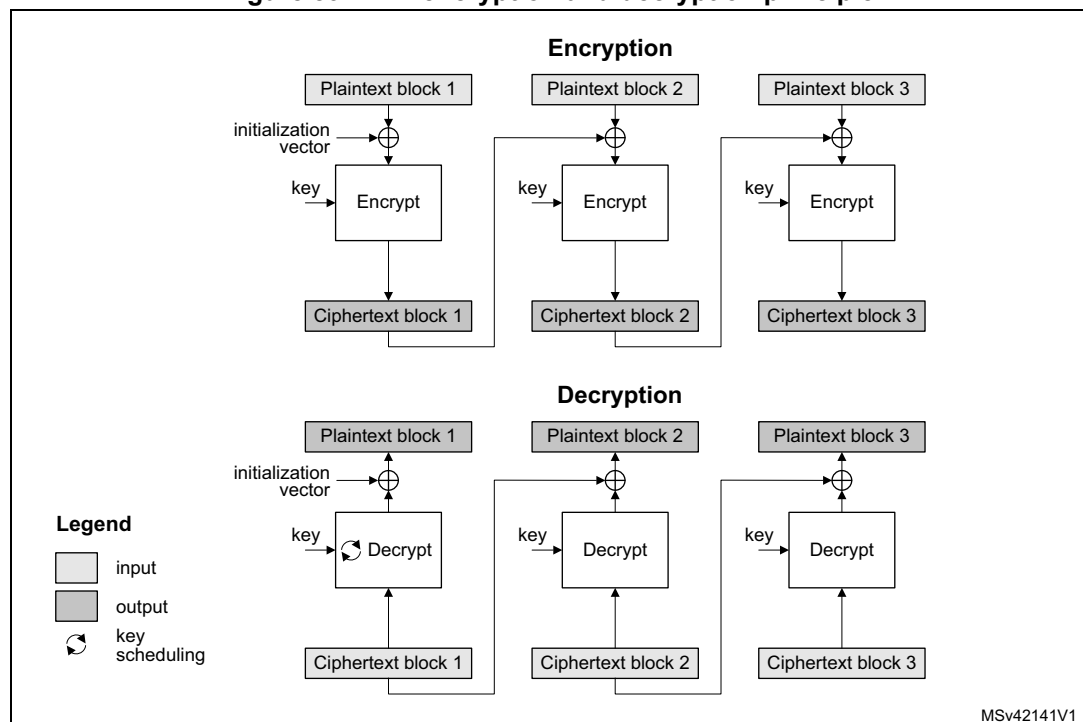 Encryption
Plaintext block 1
Plaintext block 2
Plaintext block 3
initialization
vector
key
Encrypt
key
Encrypt
key
Encrypt
Ciphertext block 1
Ciphertext block 2
Ciphertext block 3
Decryption
Plaintext block 1
Plaintext block 2
Plaintext block 3
initialization
vector
key
Decrypt
key
Decrypt
key
Decrypt
Ciphertext block 1
Ciphertext block 2
Ciphertext block 3
Legend
input
output
key
scheduling
MSv42141V1